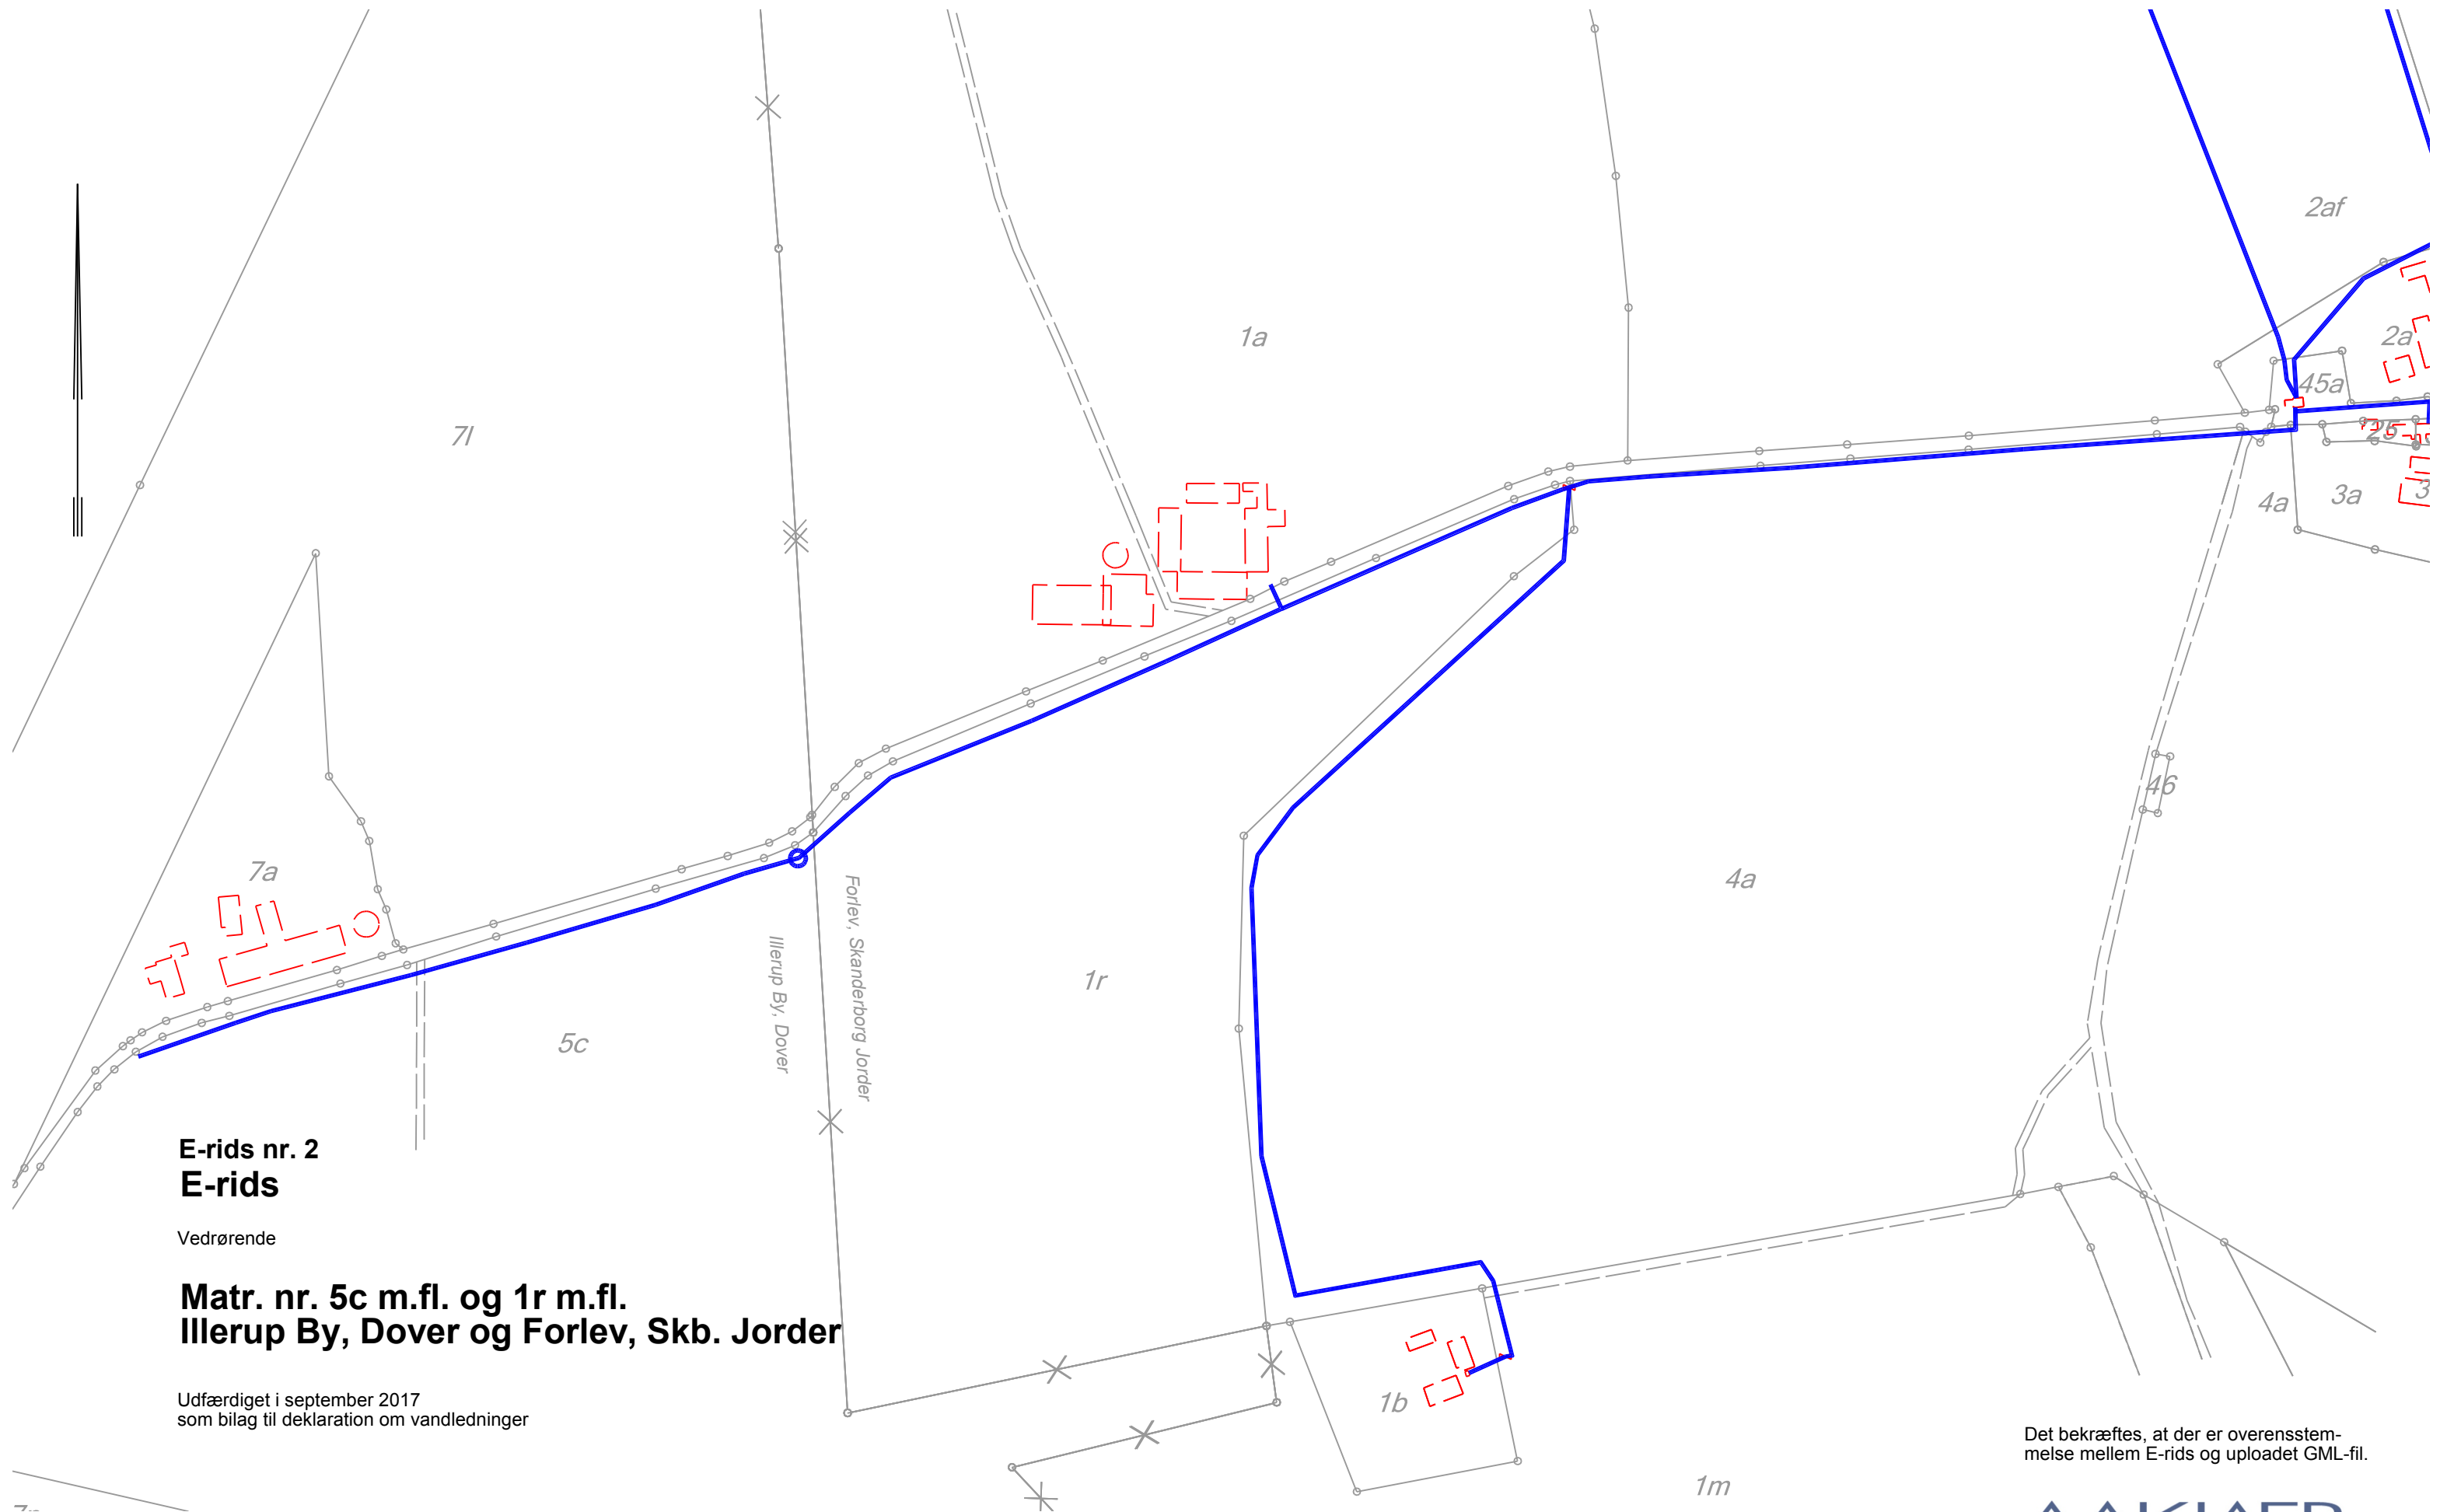 2af
1a
2a
45a
7l
25
4a
3a
3
46
7a
4a
Forlev, Skanderborg Jorder
Illerup By, Dover
1r
5c
E-rids nr. 2
E-rids
Vedrørende
Matr. nr. 5c m.fl. og 1r m.fl.
Illerup By, Dover og Forlev, Skb. Jorder
Udfærdiget i september 2017
som bilag til deklaration om vandledninger
1b
Det bekræftes, at der er overensstem-
melse mellem E-rids og uploadet GML-fil.
1m